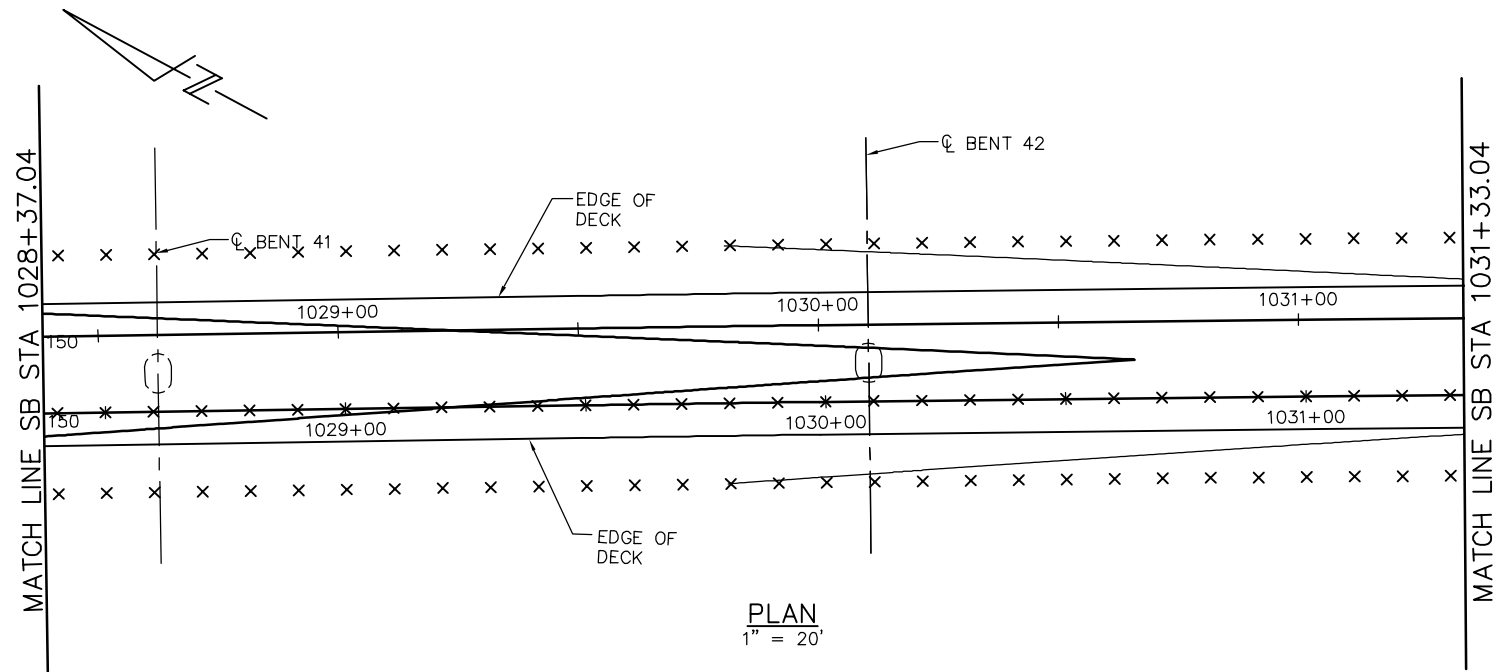 MATCH LINE SB STA 1028+37.04
℄ BENT 41
EDGE OF
DECK
℄ BENT 42
1029+00
1030+00
1031+00
150
150
1029+00
1030+00
1031+00
EDGE OF
DECK
MATCH LINE SB STA 1031+33.04
PLAN
1" = 20'